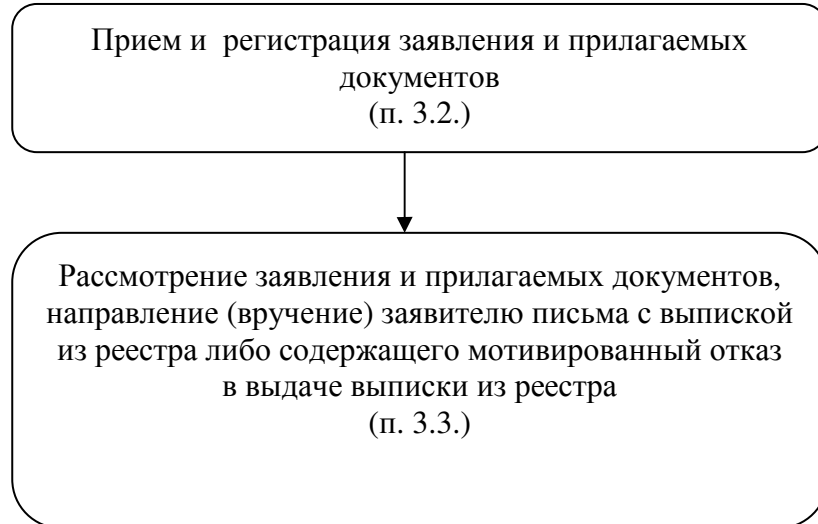 Прием и  регистрация заявления и прилагаемых
документов
(п. 3.2.)
Рассмотрение заявления и прилагаемых документов,
направление (вручение) заявителю письма с выпиской
из реестра либо содержащего мотивированный отказ
в выдаче выписки из реестра
(п. 3.3.)